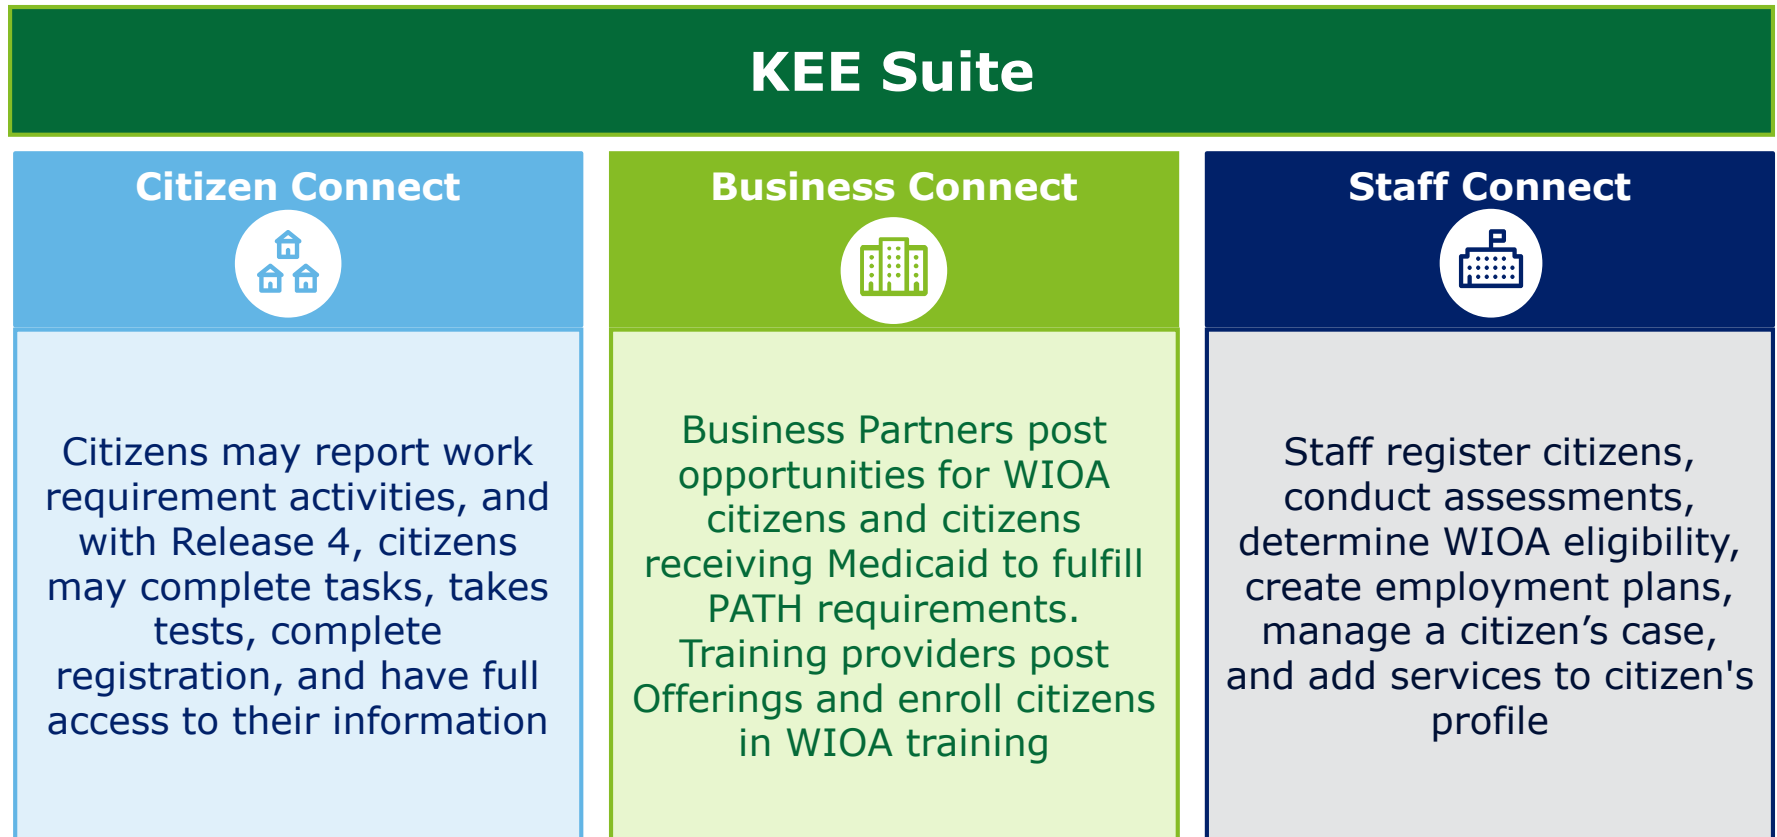 KEE Suite
Citizen Connect
Citizens may report work
requirement activities, and
with Release 4, citizens
may complete tasks, takes
tests, complete
registration, and have full
access to their information
Business Connect
Business Partners post
opportunities for WIOA
citizens and citizens
receiving Medicaid to fulfill
PATH requirements.
Training providers post
Offerings and enroll citizens
in WIOA training
Staff Connect
Staff register citizens,
conduct assessments,
determine WIOA eligibility,
create employment plans,
manage a citizen’s case,
and add services to citizen's
profile